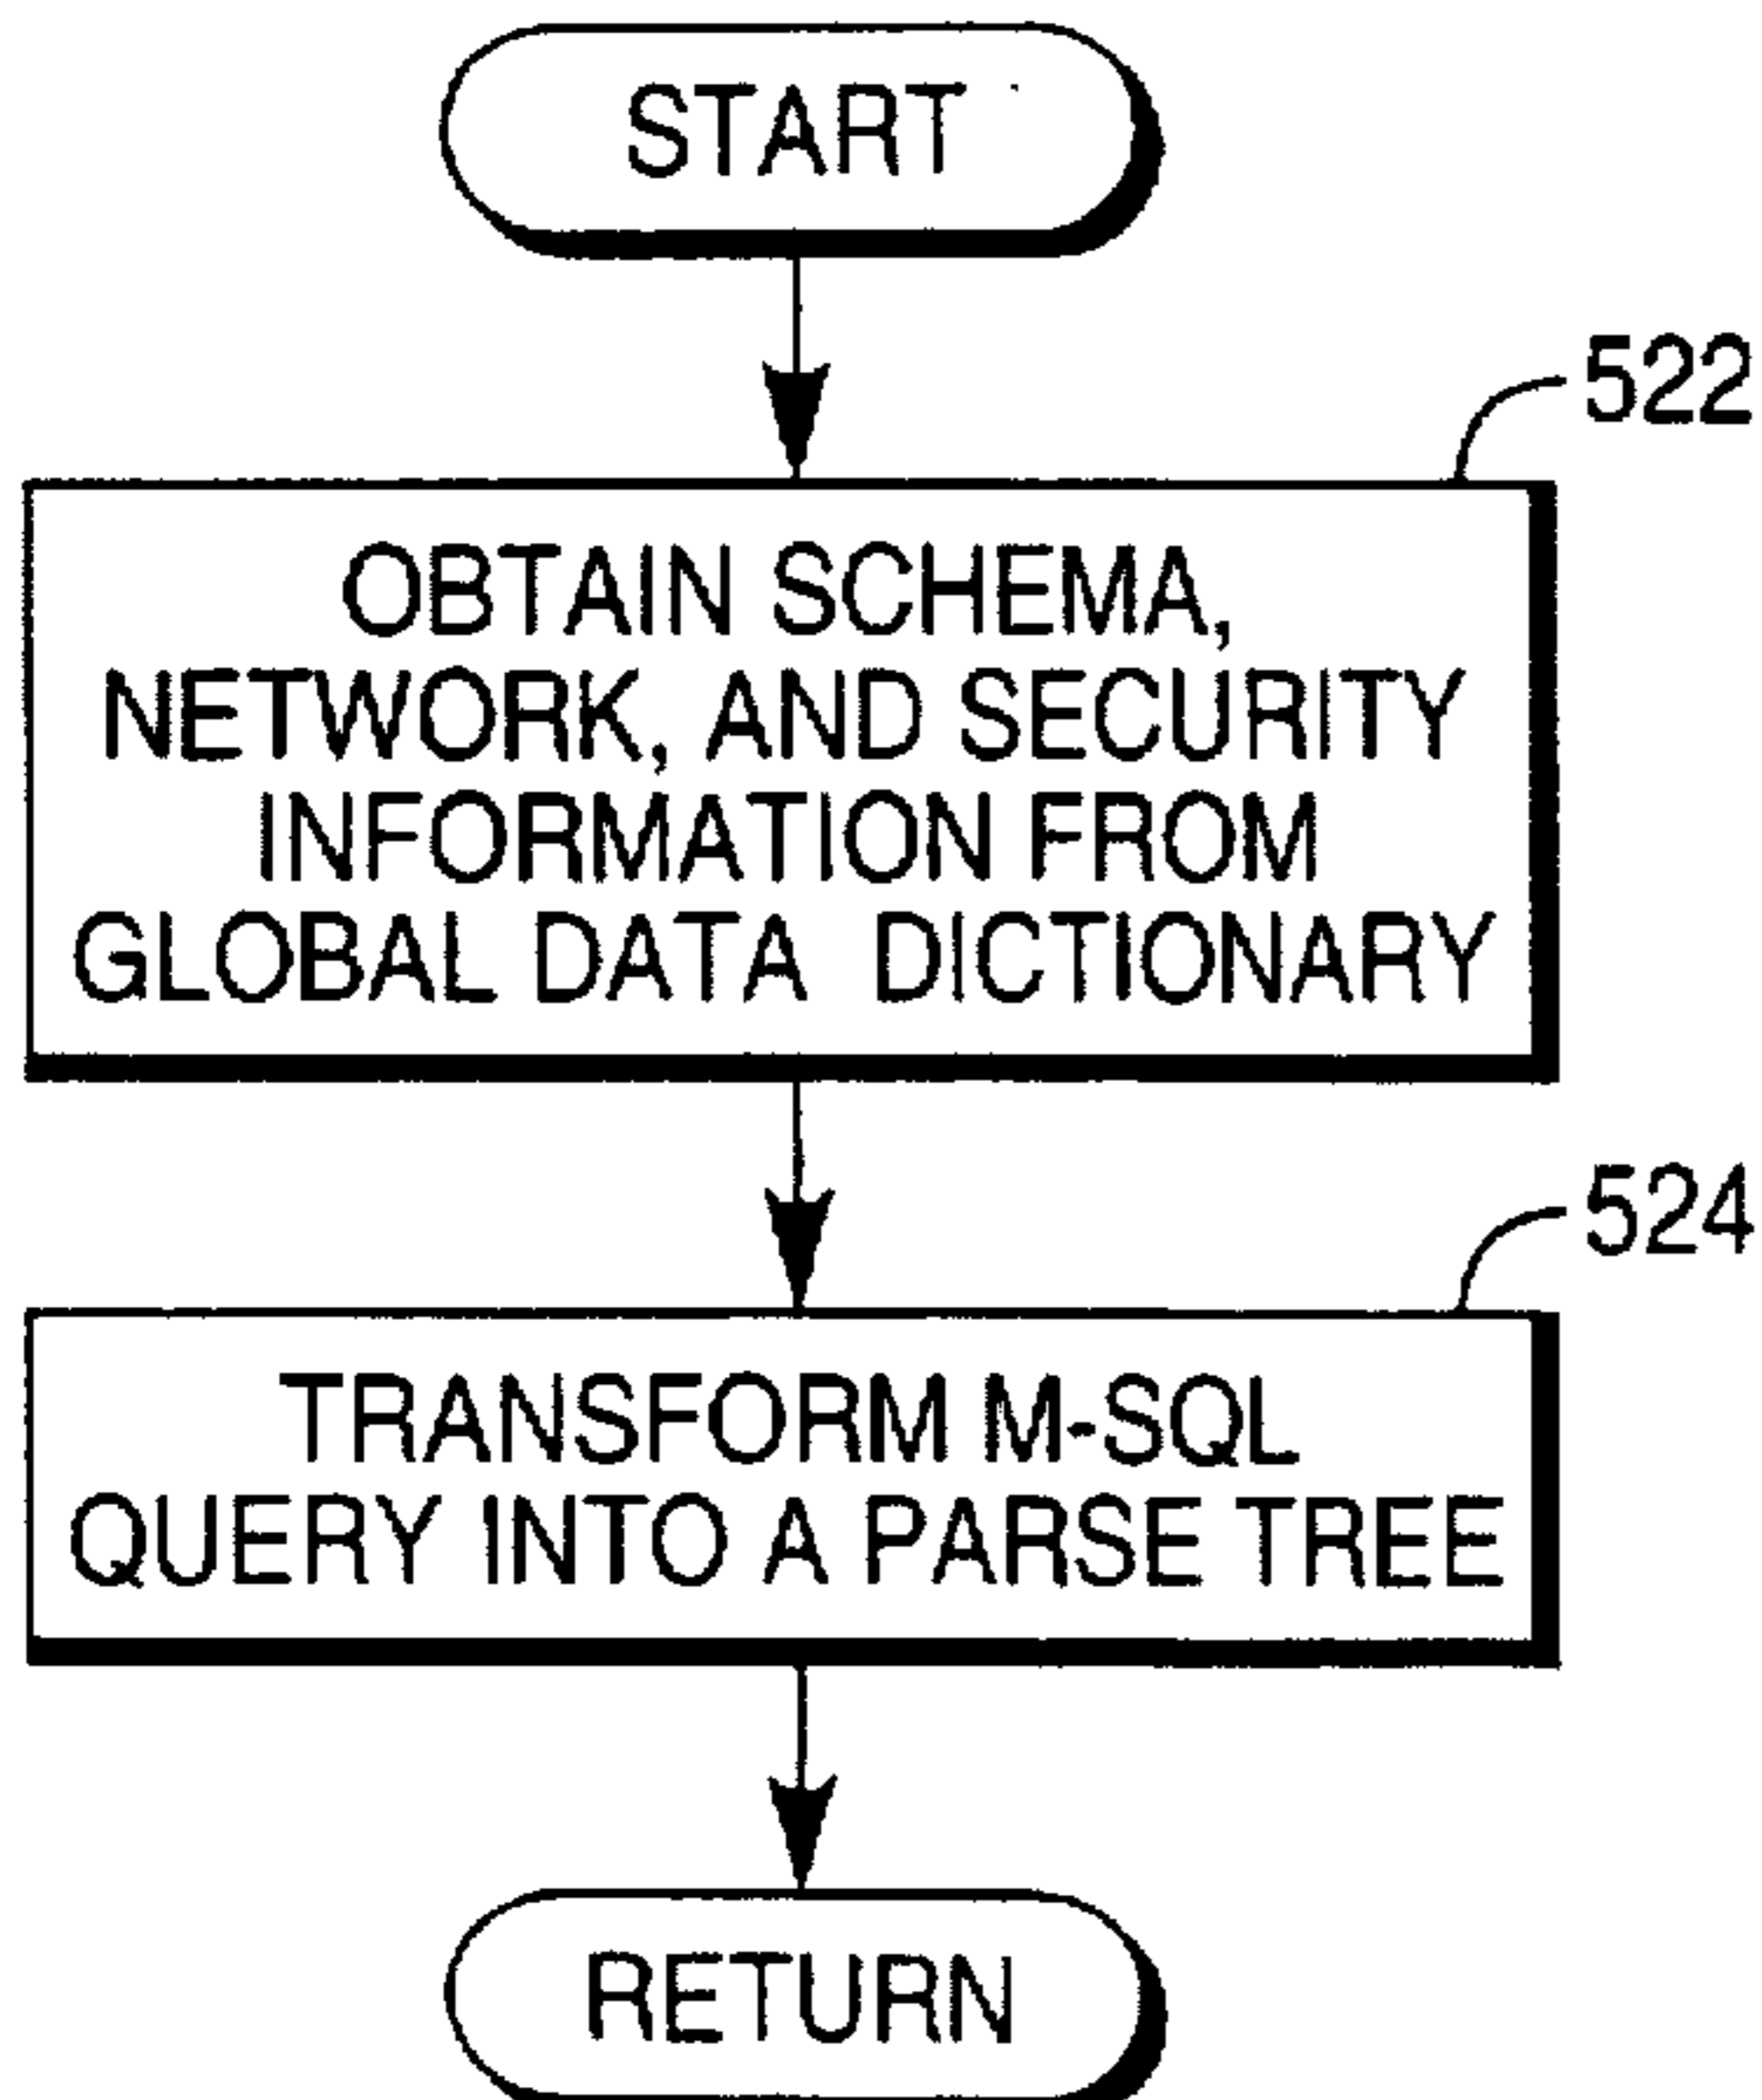 START
522
OBTAIN SCHEMA,
NETWORK, AND SECURITY
INFORMATION FROM
GLOBAL DATA DICTIONARY
524
TRANSFORM M-SQL
QUERY INTO A PARSE TREE
RETURN